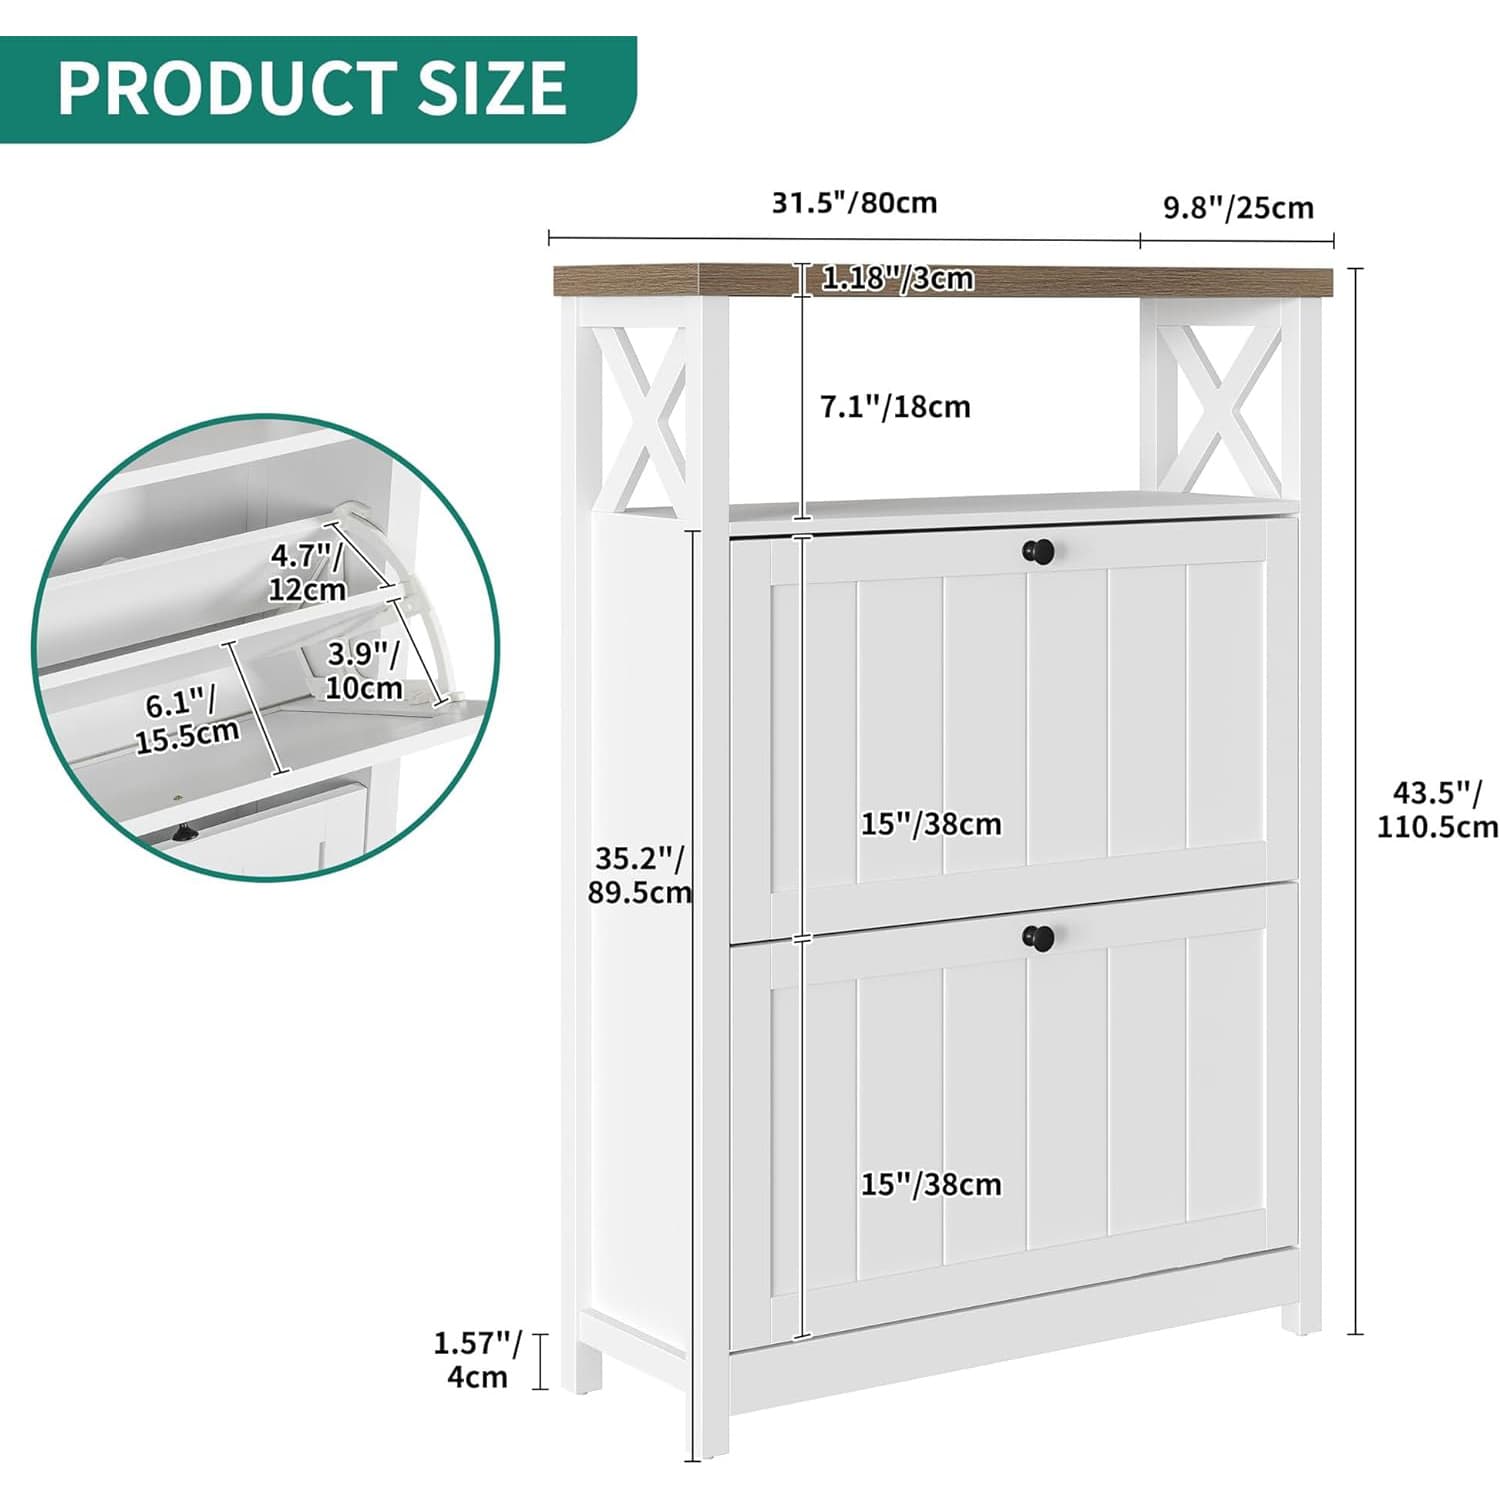 PRODUCT SIZE
31.5"/80cm
9.8"/25cm
1.18"/3cm
7.1"/18cm
4.7"/
12cm
3.9"/
10cm
6.1"/
15.5cm
15"/38cm
35.2"/
89.5cm
43.5"/
110.5cm
15"/38cm
1.57"/
4cm